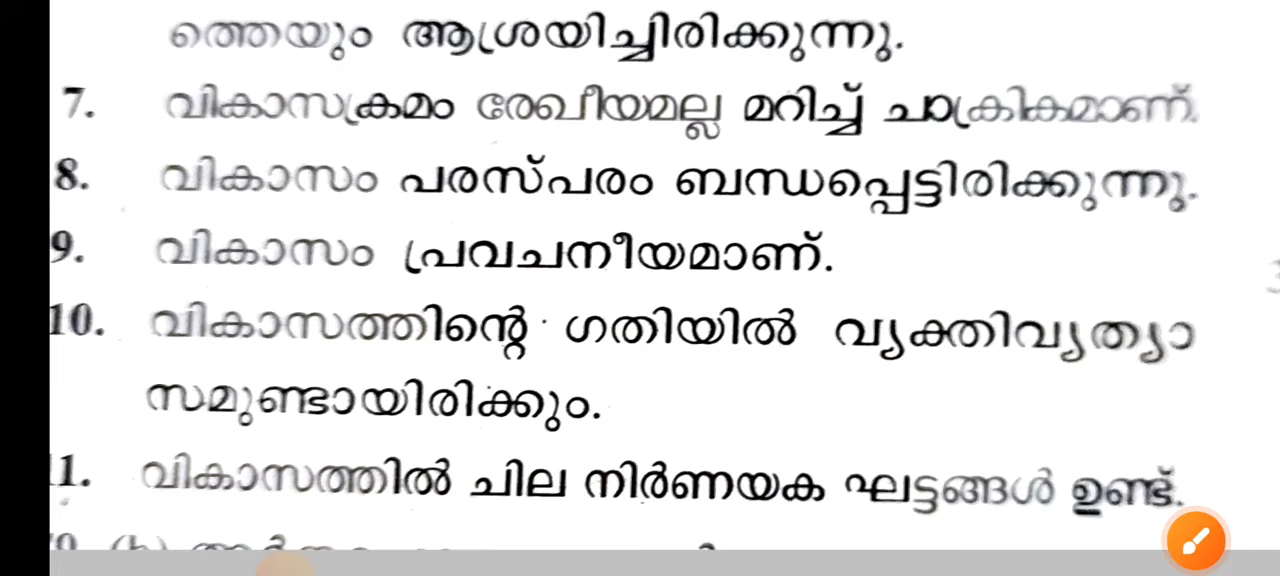 ത്തെയും ആശ്രയിച്ചിരിക്കുന്നു.
7. വികാസക്രമം രേഖീയമല്ല മറിച്ച് ചാക്രികമാണ്.
8. വികാസം പരസ്പരം ബന്ധപ്പെട്ടിരിക്കുന്നു.
9. വികാസം പ്രവചനീയമാണ്.
10. വികാസത്തിന്റെ ഗതിയിൽ വ്യക്തിവ്യത്യാ
സമുണ്ടായിരിക്കും.
11. വികാസത്തിൽ ചില നിർണയക ഘട്ടങ്ങൾ ഉണ്ട്.